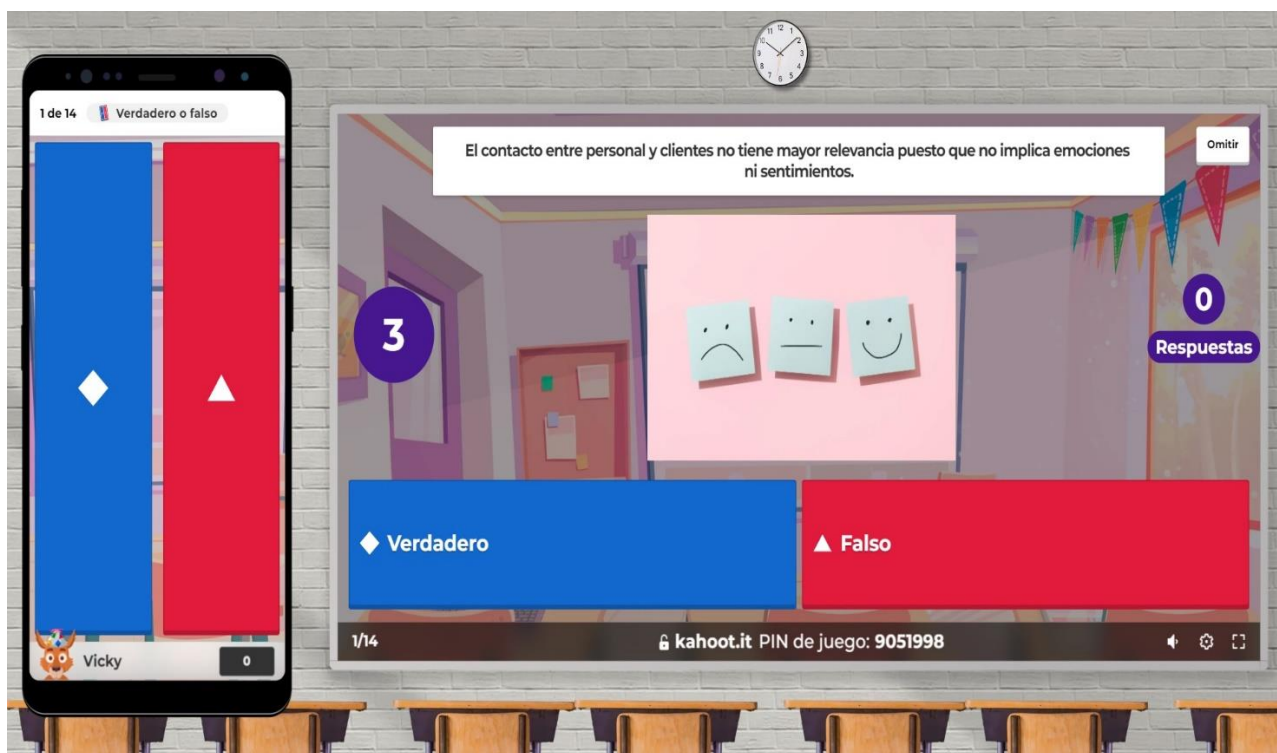 1 de 14 Verdadero o falso
Vicky 0
El contacto entre personal y clientes no tiene mayor relevancia puesto que no implica emociones
ni sentimientos.
Omitir
3
0
Respuestas
Verdadero
Falso
1/14
kahoot.it PIN de juego: 9051998